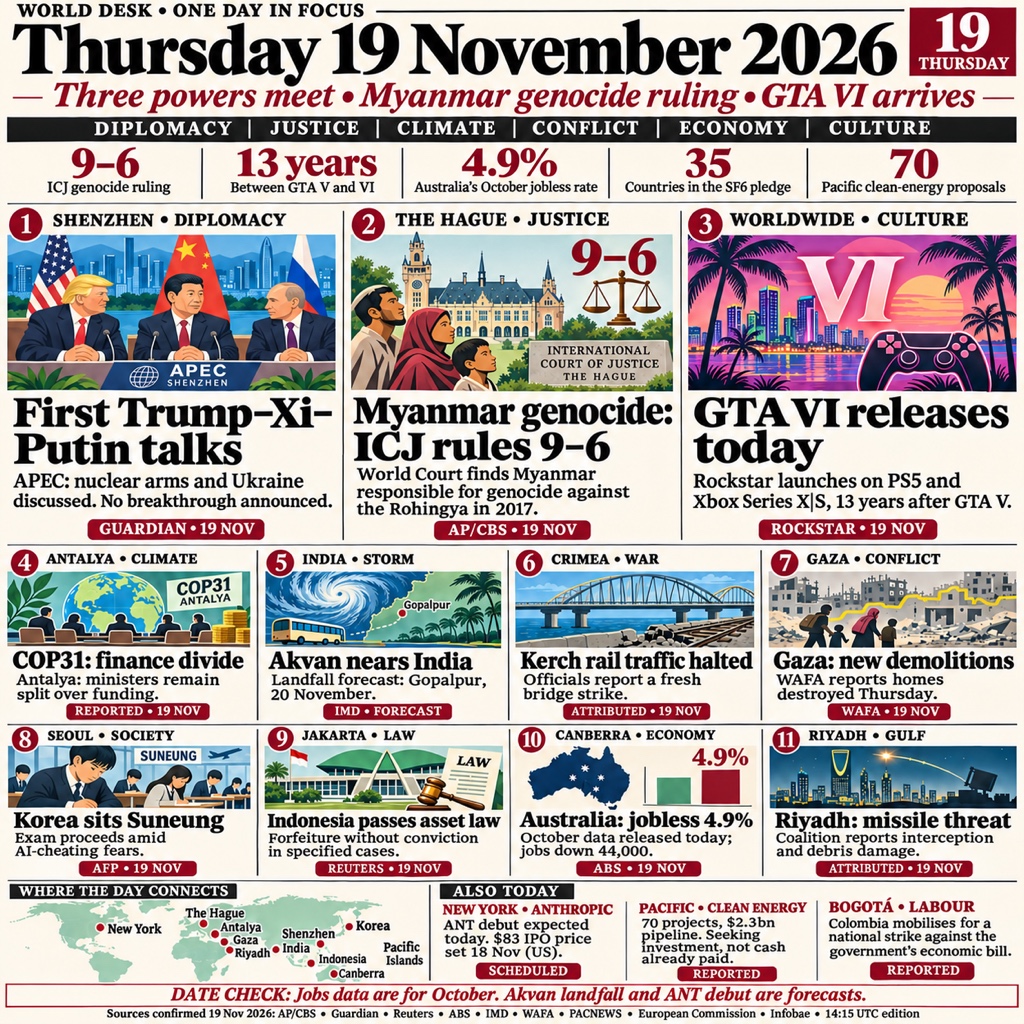 WORLD DESK • ONE DAY IN FOCUS
Thursday 19 November 2026
19
THURSDAY
— Three powers meet • Myanmar genocide ruling • GTA VI arrives —
DIPLOMACY | JUSTICE | CLIMATE | CONFLICT | ECONOMY | CULTURE
9–6
ICJ genocide ruling
13 years
Between GTA V and VI
4.9%
Australia's October jobless rate
35
Countries in the SF6 pledge
70
Pacific clean-energy proposals
1 SHENZHEN • DIPLOMACY
APEC
SHENZHEN
First Trump–Xi–
Putin talks
APEC: nuclear arms and Ukraine
discussed. No breakthrough announced.
GUARDIAN • 19 NOV
2 THE HAGUE • JUSTICE
9–6
INTERNATIONAL
COURT OF JUSTICE
THE HAGUE
Myanmar genocide:
ICJ rules 9–6
World Court finds Myanmar
responsible for genocide against
the Rohingya in 2017.
AP/CBS • 19 NOV
3 WORLDWIDE • CULTURE
VI
GTA VI releases
today
Rockstar launches on PS5 and
Xbox Series X|S, 13 years after GTA V.
ROCKSTAR • 19 NOV
4 ANTALYA • CLIMATE
COP31
ANTALYA
COP31: finance divide
Antalya: ministers remain
split over funding.
REPORTED • 19 NOV
5 INDIA • STORM
Gopalpur
Akvan nears India
Landfall forecast: Gopalpur,
20 November.
IMD • FORECAST
6 CRIMEA • WAR
Kerch rail traffic halted
Officials report a fresh
bridge strike.
ATTRIBUTED • 19 NOV
7 GAZA • CONFLICT
Gaza: new demolitions
WAFA reports homes
destroyed Thursday.
WAFA • 19 NOV
8 SEOUL • SOCIETY
SUNEUNG
Korea sits Suneung
Exam proceeds amid
AI-cheating fears.
AFP • 19 NOV
9 JAKARTA • LAW
LAW
Indonesia passes asset law
Forfeiture without conviction
in specified cases.
REUTERS • 19 NOV
10 CANBERRA • ECONOMY
4.9%
Australia: jobless 4.9%
October data released today;
jobs down 44,000.
ABS • 19 NOV
11 RIYADH • GULF
Riyadh: missile threat
Coalition reports interception
and debris damage.
ATTRIBUTED • 19 NOV
WHERE THE DAY CONNECTS
New York
The Hague
Antalya
Gaza
Riyadh
India
Shenzhen
Korea
Indonesia
Canberra
Pacific
Islands
ALSO TODAY
NEW YORK • ANTHROPIC
ANT debut expected
today. $83 IPO price
set 18 Nov (US).
SCHEDULED
PACIFIC • CLEAN ENERGY
70 projects, $2.3bn
pipeline. Seeking
investment, not cash
already paid.
REPORTED
BOGOTÁ • LABOUR
Colombia mobilises for a
national strike against the
government's economic bill.
REPORTED
DATE CHECK: Jobs data are for October. Akvan landfall and ANT debut are forecasts.
Sources confirmed 19 Nov 2026: AP/CBS • Guardian • Reuters • ABS • IMD • WAFA • PACNEWS • European Commission • Infobae • 14:15 UTC edition